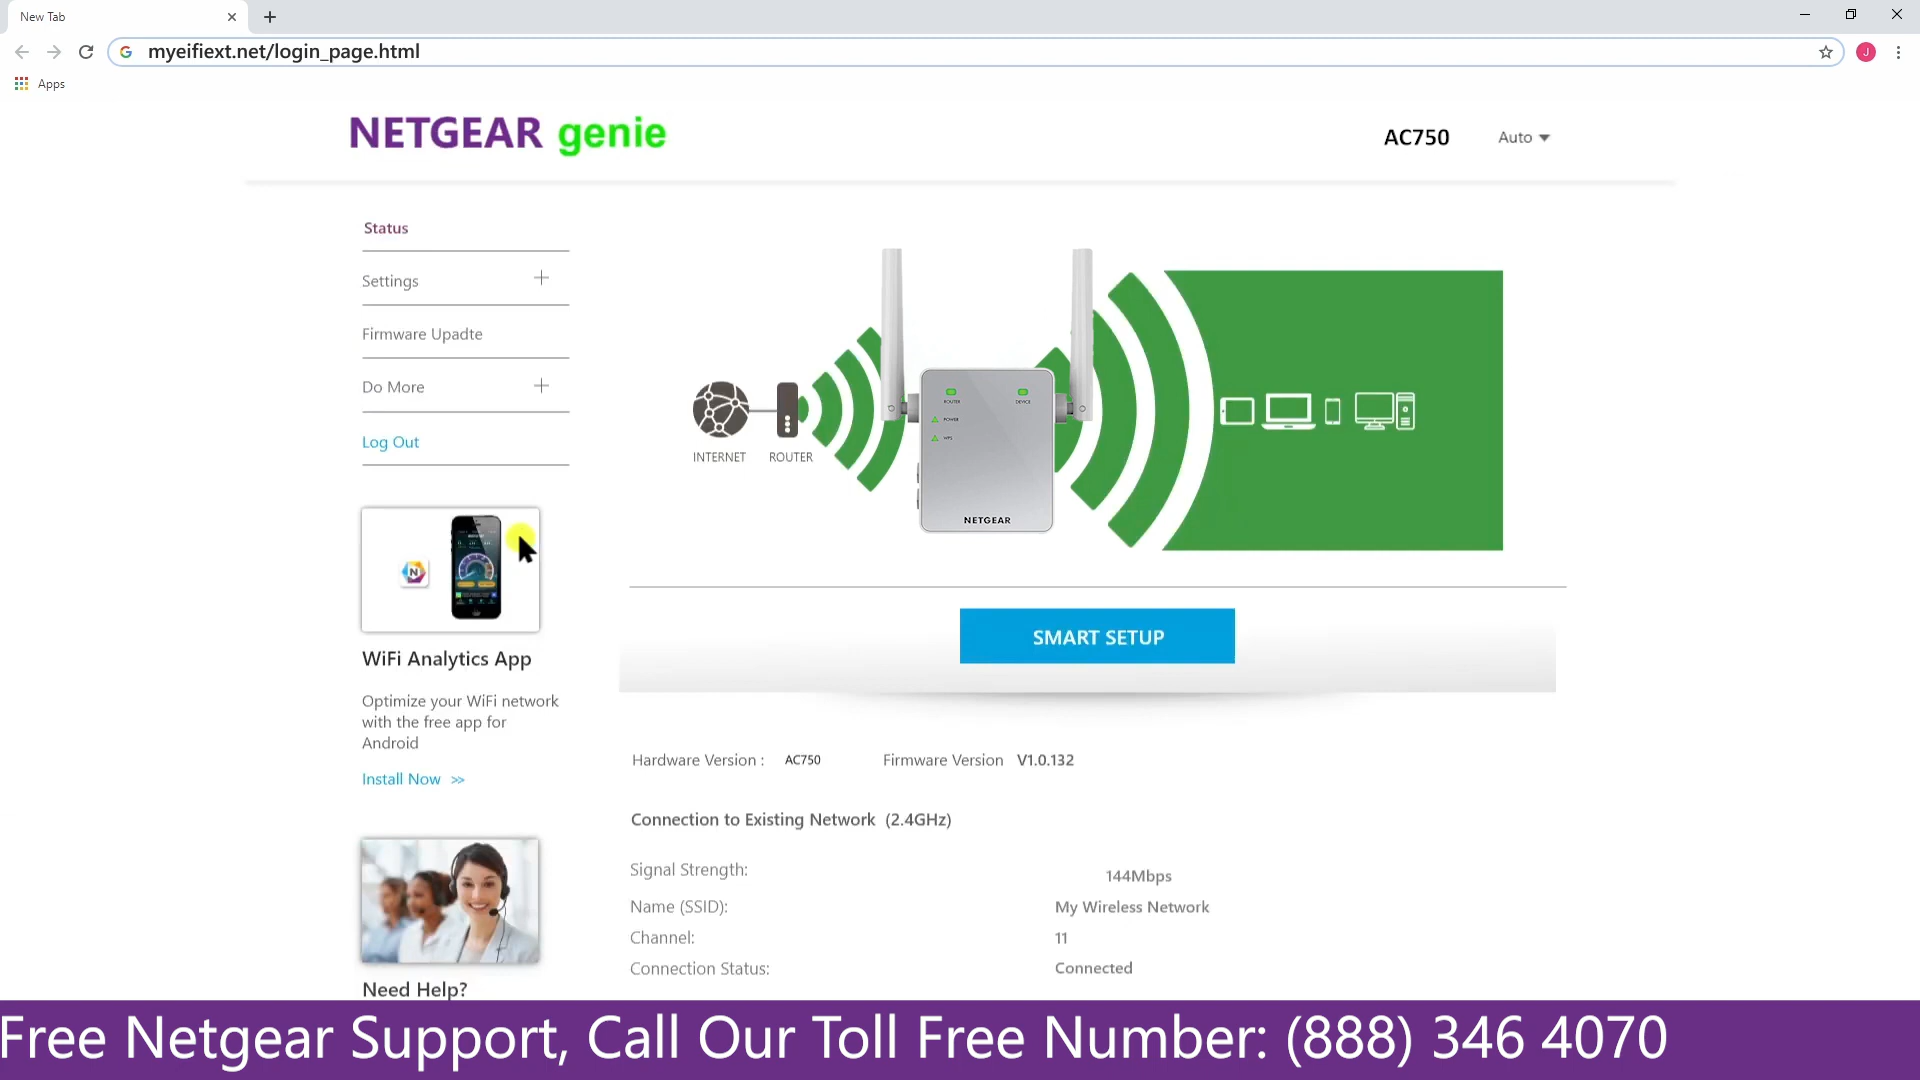 New Tab
myeifiext.net/login_page.html
Apps
NETGEAR genie
AC750
Auto
Status
Settings
Firmware Upadte
Do More
Log Out
INTERNET
ROUTER
ROUTER
DEVICE
POWER
WPS
NETGEAR
N
WiFi Analytics App
Optimize your WiFi network
with the free app for
Android
Install Now >>
SMART SETUP
Hardware Version : AC750
Firmware Version V1.0.132
Connection to Existing Network (2.4GHz)
Signal Strength: 144Mbps
Name (SSID): My Wireless Network
Channel: 11
Connection Status: Connected
Need Help?
Free Netgear Support, Call Our Toll Free Number: (888) 346 4070
J